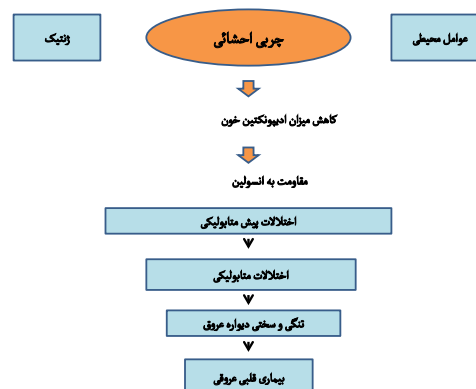 عوامل محیطی
چربی احشائی
ژنتیک
کاهش میزان ادیپونکتین خون
مقاومت به انسولین
اختلالات پیش متابولیکی
اختلالات متابولیکی
تنگی و سختی دیواره عروق
بیماری قلبی عروقی